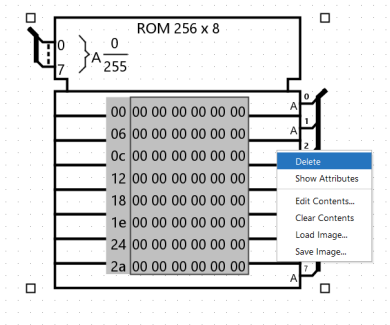 ROM 256 x 8
0
7
A
0
255
0
A
1
A
2
00 00 00 00 00 00 00
06 00 00 00 00 00 00
0c 00 00 00 00 00 00
12 00 00 00 00 00 00
18 00 00 00 00 00 00
1e 00 00 00 00 00 00
24 00 00 00 00 00 00
2a 00 00 00 00 00 00
Delete
Show Attributes
Edit Contents...
Clear Contents
Load Image...
Save Image...
7
A